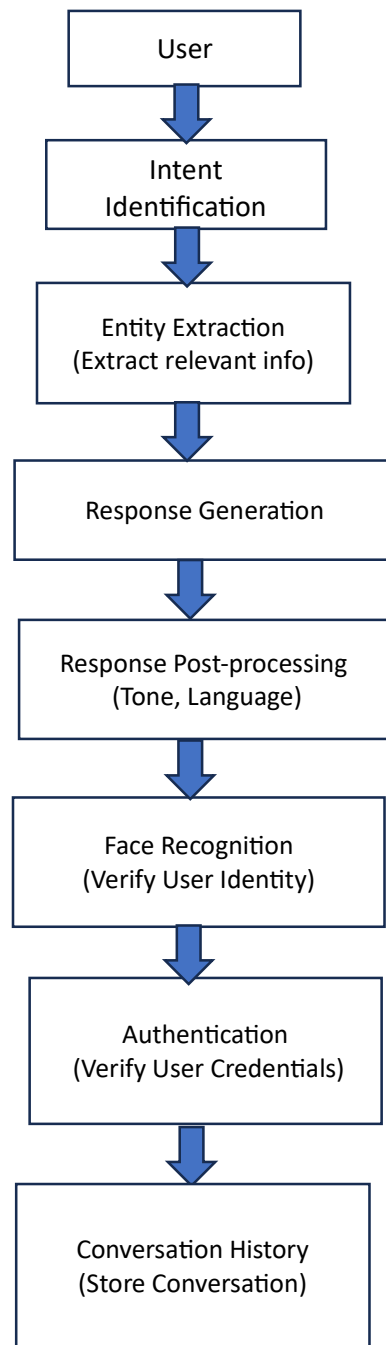 User
Intent
Identification
Entity Extraction
(Extract relevant info)
Response Generation
Response Post-processing
(Tone, Language)
Face Recognition
(Verify User Identity)
Authentication
(Verify User Credentials)
Conversation History
(Store Conversation)